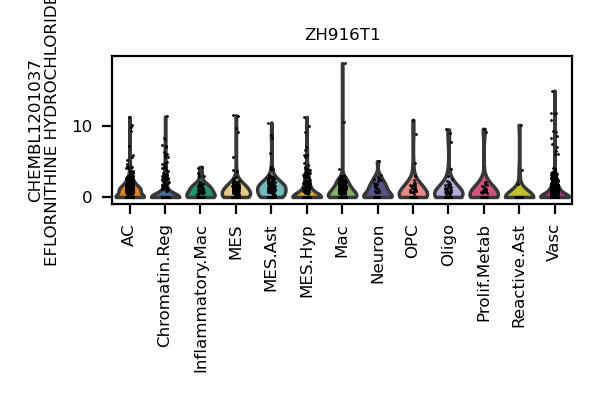 ZH916T1
CHEMBL1201037
EFLORNITHINE HYDROCHLORIDE
10
0
AC
Chromatin.Reg
Inflammatory.Mac
MES
MES.Ast
MES.Hyp
Mac
Neuron
OPC
Oligo
Prolif.Metab
Reactive.Ast
Vasc